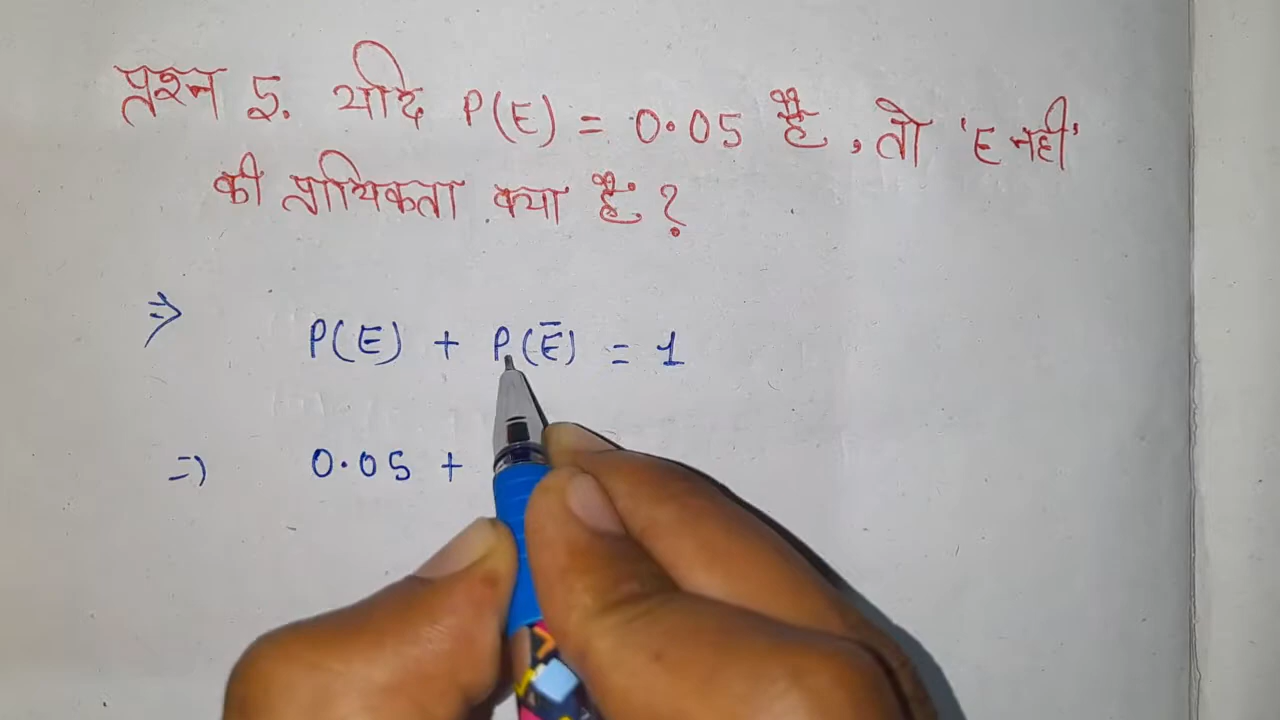 प्रश्न 5. यदि P(E) = 0.05 है, तो 'E नहीं'
की प्रायिकता क्या है?
⇒ P(E) + P(E̅) = 1
⇒ 0.05 +